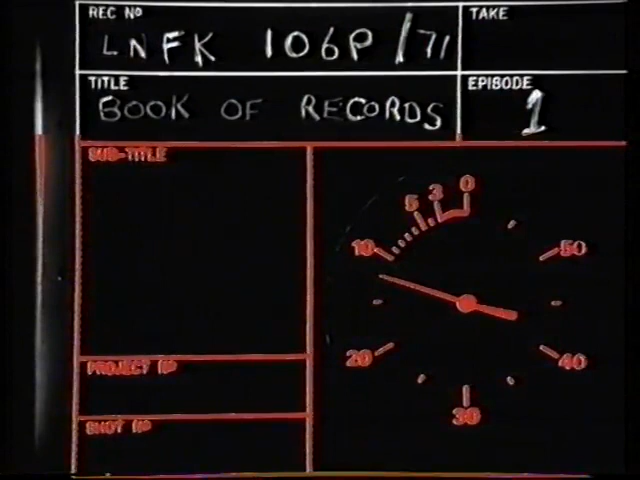 REC Nº
LNFK 106P/71
TAKE
TITLE
BOOK OF RECORDS
EPISODE
1
SUB-TITLE
0
3
5
10
50
20
40
30
PROJECT Nº
SHOT Nº